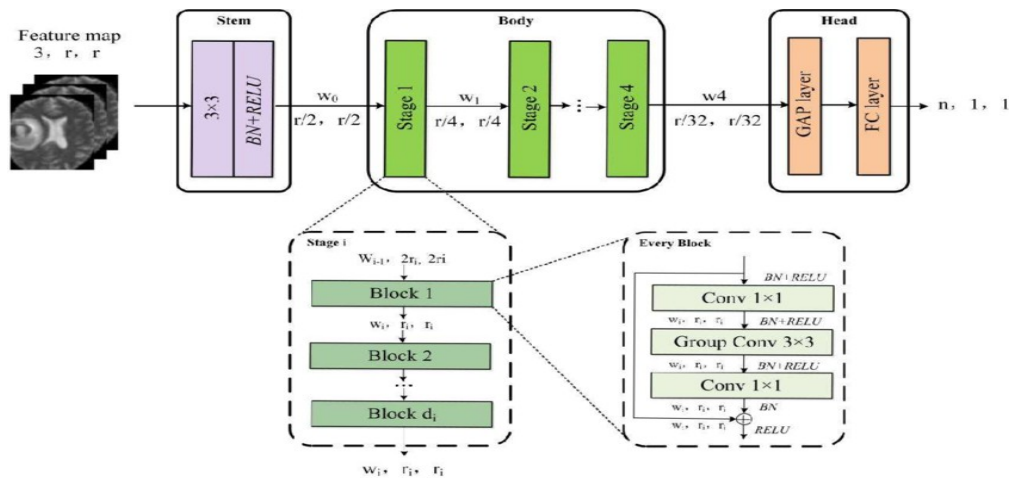 Feature map
3, r, r
Stem
3×3
BN+RELU
w₀
r/2, r/2
Body
Stage 1
w₁
r/4, r/4
Stage 2
Stage 4
w4
r/32, r/32
Head
GAP layer
FC layer
n, 1, 1
Stage i
Wᵢ₋₁, 2rᵢ, 2ri
Block 1
wᵢ, rᵢ, rᵢ
Block 2
Block dᵢ
wᵢ, rᵢ, rᵢ
Every Block
BN+RELU
Conv 1×1
wᵢ, rᵢ, rᵢ BN+RELU
Group Conv 3×3
wᵢ, rᵢ, rᵢ BN+RELU
Conv 1×1
wᵢ, rᵢ, rᵢ BN
wᵢ, rᵢ, rᵢ RELU